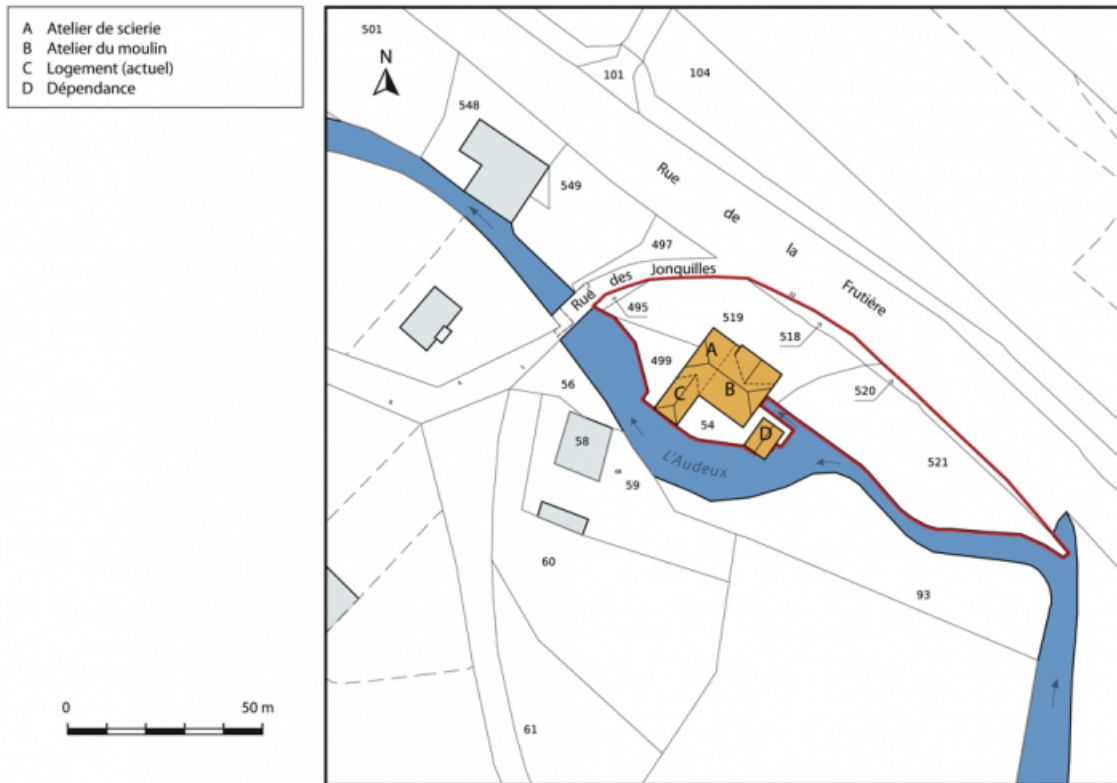 A Atelier de scierie
B Atelier du moulin
C Logement (actuel)
D Dépendance
N
501
101
104
548
549
Rue de la Frutière
497
Rue des Jonquilles
495
519
518
499
A
B
C
D
54
520
521
56
58
59
L'Audeux
60
93
61
0 50 m